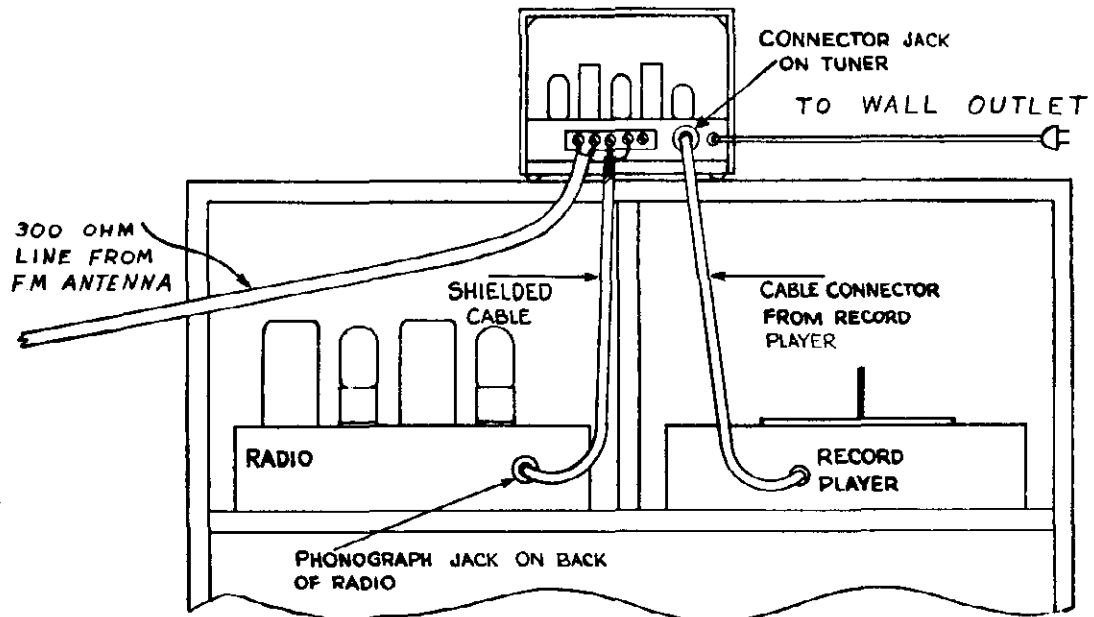 CONNECTOR JACK
ON TUNER
TO WALL OUTLET
300 OHM
LINE FROM
FM ANTENNA
SHIELDED
CABLE
CABLE CONNECTOR
FROM RECORD
PLAYER
RADIO
RECORD
PLAYER
PHONOGRAPH JACK ON BACK
OF RADIO